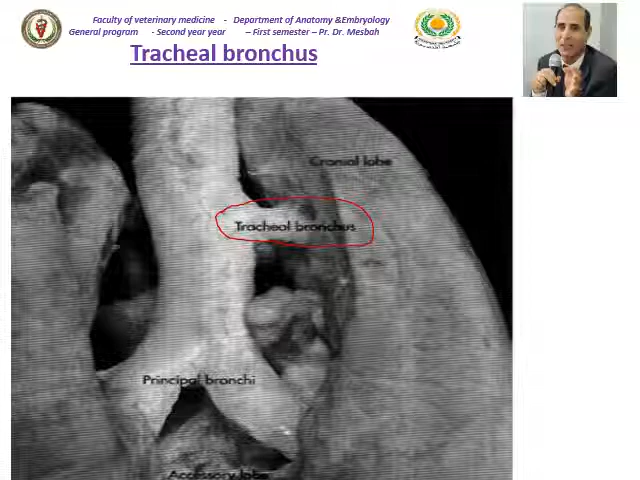 Faculty of veterinary medicine - Department of Anatomy &Embryology
General program - Second year year - First semester – Pr. Dr. Mesbah
Tracheal bronchus
Cranial lobe
Tracheal bronchus
Principal bronchi
Accessory lobe